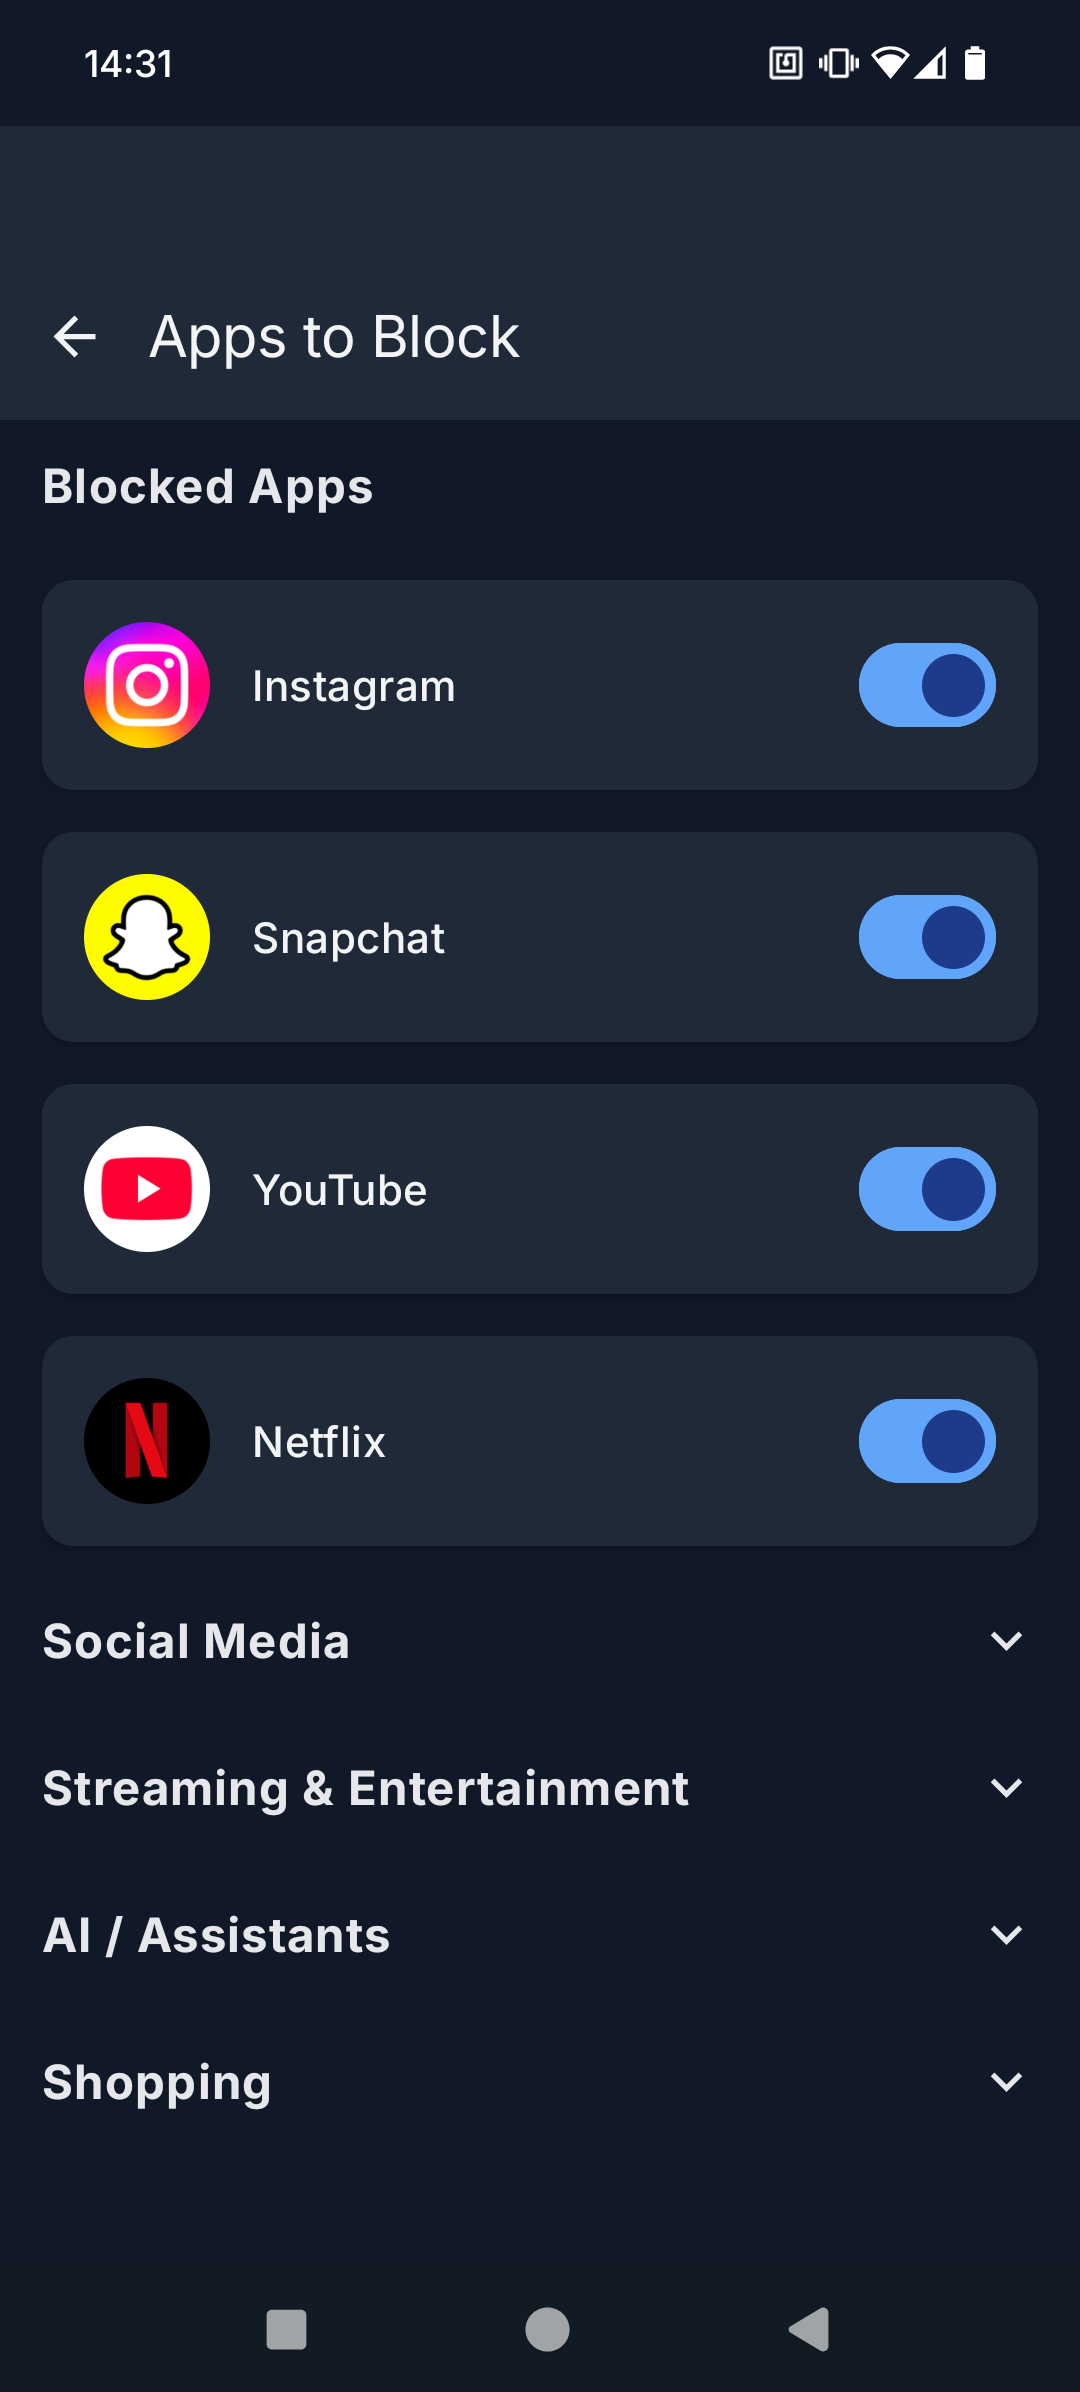 14:31
Apps to Block
Blocked Apps
Instagram
Snapchat
YouTube
Netflix
Social Media
Streaming & Entertainment
AI / Assistants
Shopping